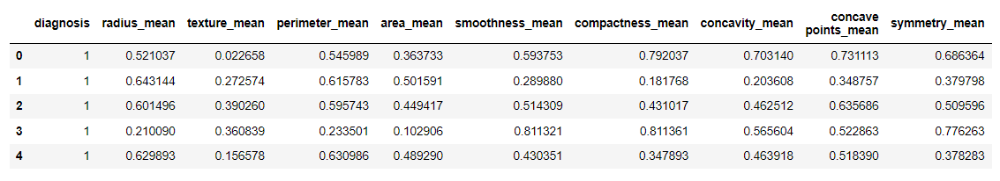 diagnosis radius_mean texture_mean perimeter_mean area_mean smoothness_mean compactness_mean concavity_mean concave points_mean symmetry_mean
0 1 0.521037 0.022658 0.545989 0.363733 0.593753 0.792037 0.703140 0.731113 0.686364
1 1 0.643144 0.272574 0.615783 0.501591 0.289880 0.181768 0.203608 0.348757 0.379798
2 1 0.601496 0.390260 0.595743 0.449417 0.514309 0.431017 0.462512 0.635686 0.509596
3 1 0.210090 0.360839 0.233501 0.102906 0.811321 0.811361 0.565604 0.522863 0.776263
4 1 0.629893 0.156578 0.630986 0.489290 0.430351 0.347893 0.463918 0.518390 0.378283